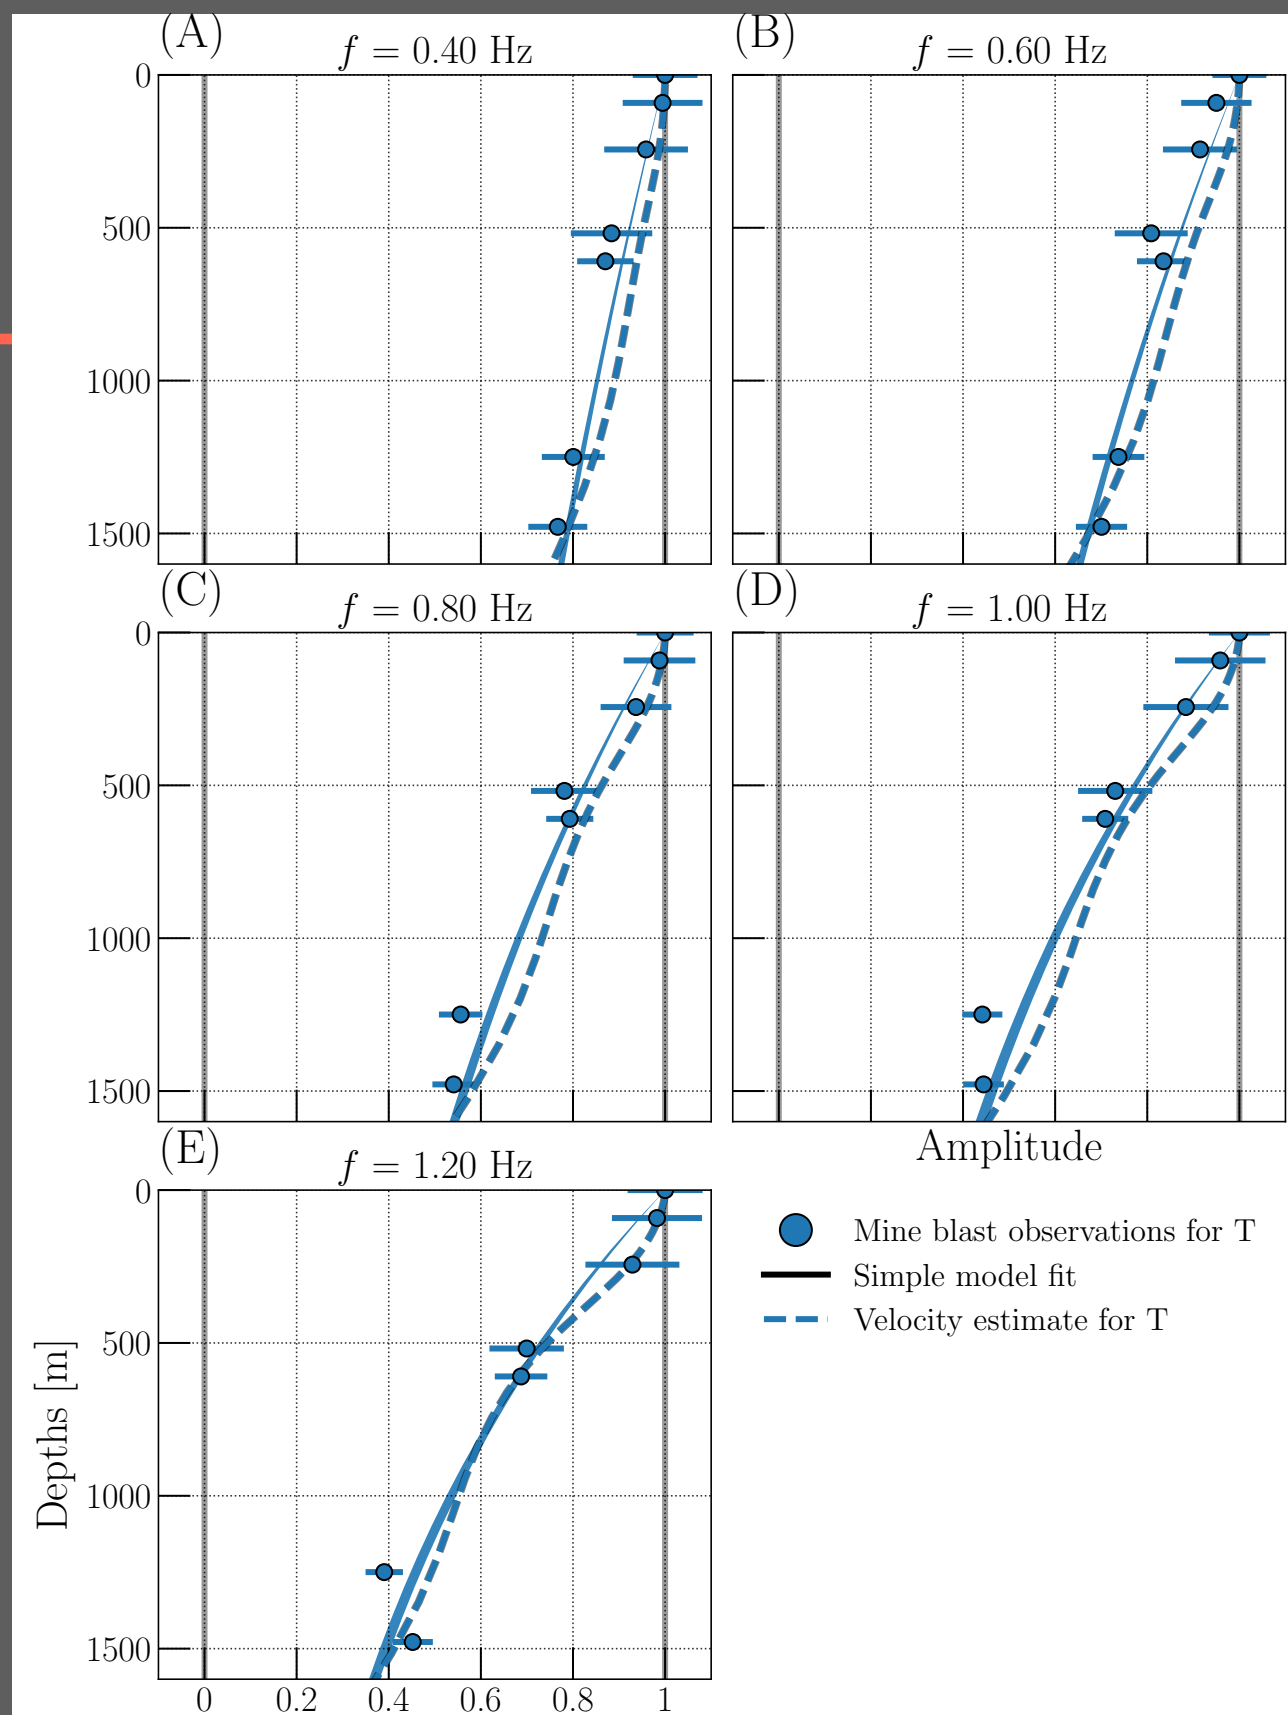 (A)
f = 0.40 Hz
(B)
f = 0.60 Hz
0
500
1000
1500
(C)
f = 0.80 Hz
(D)
f = 1.00 Hz
0
500
1000
1500
Amplitude
(E)
f = 1.20 Hz
0
500
1000
1500
Depths [m]
0 0.2 0.4 0.6 0.8 1
Mine blast observations for T
Simple model fit
Velocity estimate for T